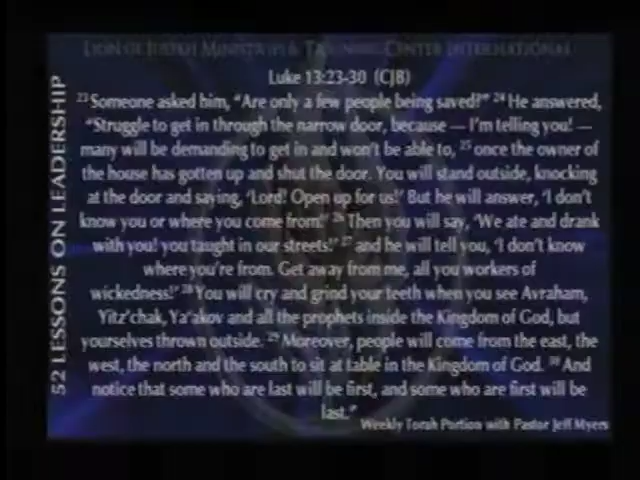 LION OF JUDAH MINISTRIES & TRAINING CENTER INTERNATIONAL
52 LESSONS ON LEADERSHIP
Luke 13:23-30 (CJB)
23 Someone asked him, “Are only a few people being saved?” 24 He answered,
“Struggle to get in through the narrow door, because — I’m telling you! —
many will be demanding to get in and won’t be able to, 25 once the owner of
the house has gotten up and shut the door. You will stand outside, knocking
at the door and saying, ‘Lord! Open up for us!’ But he will answer, ‘I don’t
know you or where you come from!’ 26 Then you will say, ‘We ate and drank
with you! you taught in our streets!’ 27 and he will tell you, ‘I don’t know
where you’re from. Get away from me, all you workers of
wickedness!’ 28 You will cry and grind your teeth when you see Avraham,
Yitz’chak, Ya‘akov and all the prophets inside the Kingdom of God, but
yourselves thrown outside. 29 Moreover, people will come from the east, the
west, the north and the south to sit at table in the Kingdom of God. 30 And
notice that some who are last will be first, and some who are first will be
last.”
Weekly Torah Portion with Pastor Jeff Myers